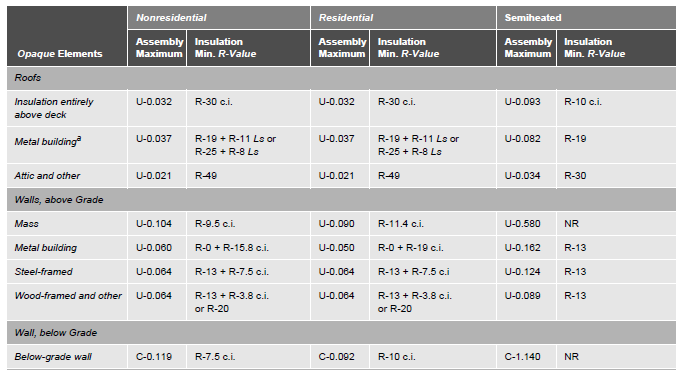 Nonresidential Residential Semiheated
Opaque Elements Assembly Maximum Insulation Min. R-Value Assembly Maximum Insulation Min. R-Value Assembly Maximum Insulation Min. R-Value
Roofs
Insulation entirely above deck U-0.032 R-30 c.i. U-0.032 R-30 c.i. U-0.093 R-10 c.i.
Metal buildingª U-0.037 R-19 + R-11 Ls or R-25 + R-8 Ls U-0.037 R-19 + R-11 Ls or R-25 + R-8 Ls U-0.082 R-19
Attic and other U-0.021 R-49 U-0.021 R-49 U-0.034 R-30
Walls, above Grade
Mass U-0.104 R-9.5 c.i. U-0.090 R-11.4 c.i. U-0.580 NR
Metal building U-0.060 R-0 + R-15.8 c.i. U-0.050 R-0 + R-19 c.i. U-0.162 R-13
Steel-framed U-0.064 R-13 + R-7.5 c.i. U-0.064 R-13 + R-7.5 c.i U-0.124 R-13
Wood-framed and other U-0.064 R-13 + R-3.8 c.i. or R-20 U-0.064 R-13 + R-3.8 c.i. or R-20 U-0.089 R-13
Wall, below Grade
Below-grade wall C-0.119 R-7.5 c.i. C-0.092 R-10 c.i. C-1.140 NR